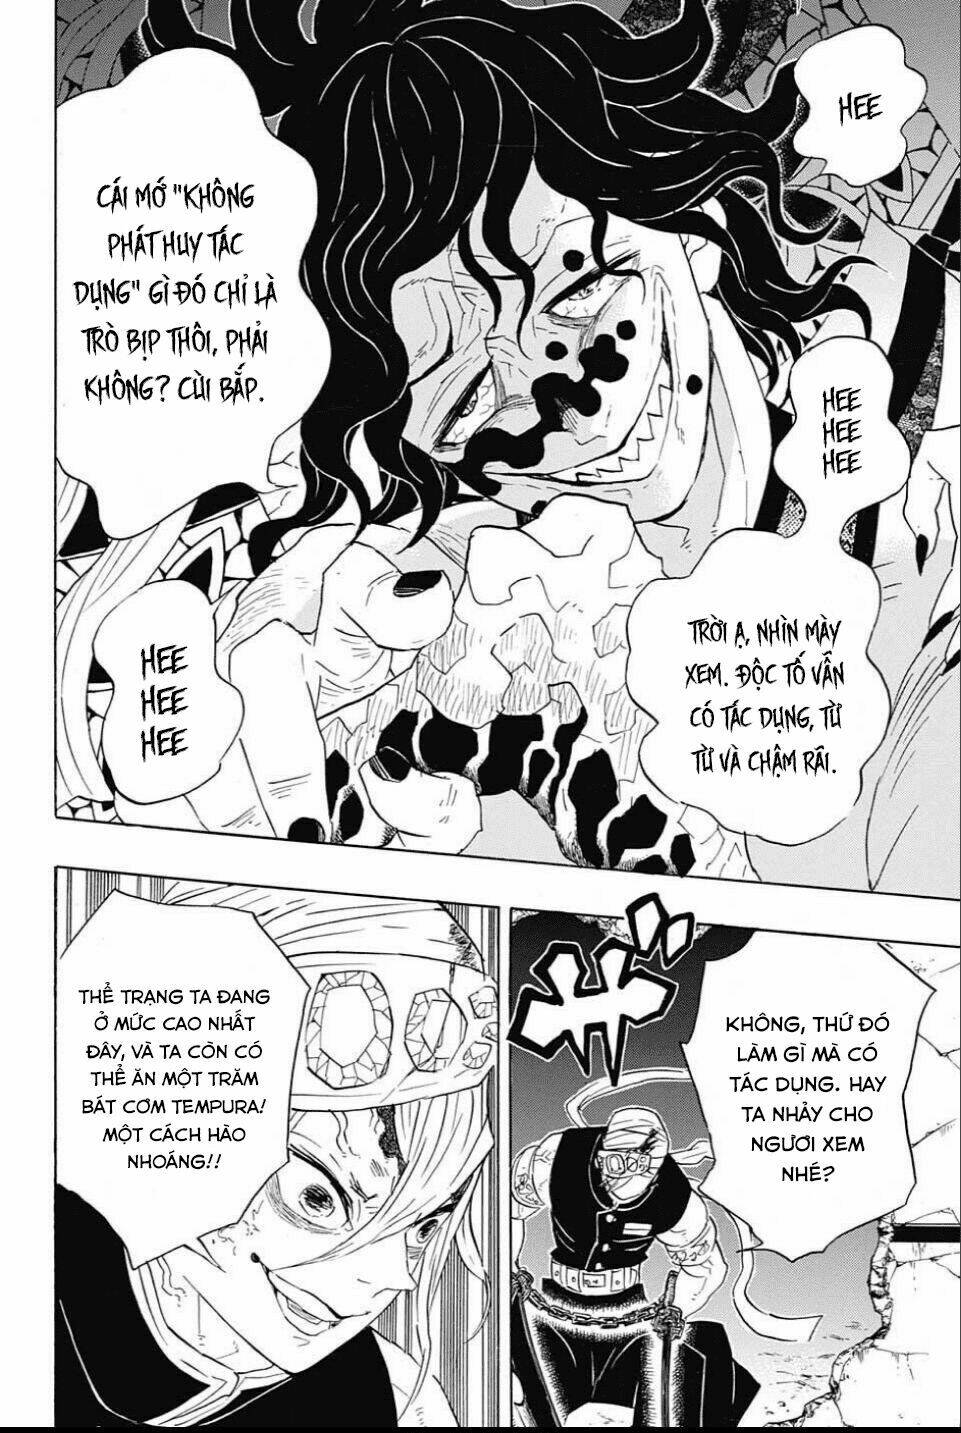 HEE
HEE
HEE
HEE
TRỜI Ạ, NHÌN MÀY
XEM. ĐỘC TỐ VẪN
CÓ TÁC DỤNG, TỪ
TỪ VÀ CHẬM RÃI.
CÁI MỚ "KHÔNG
PHÁT HUY TÁC
DỤNG" GÌ ĐÓ CHỈ LÀ
TRÒ BỊP THÔI, PHẢI
KHÔNG? CÙI BẮP.
HEE
HEE
HEE
KHÔNG, THỨ ĐÓ
LÀM GÌ MÀ CÓ
TÁC DỤNG. HAY
TA NHẢY CHO
NGƯƠI XEM
NHÉ?
ザ
THỂ TRẠNG TA ĐANG
Ở MỨC CAO NHẤT
ĐÂY, VÀ TA CÒN CÓ
THỂ ĂN MỘT TRĂM
BÁT CƠM TEMPURA!
MỘT CÁCH HÀO
NHOÁNG!!